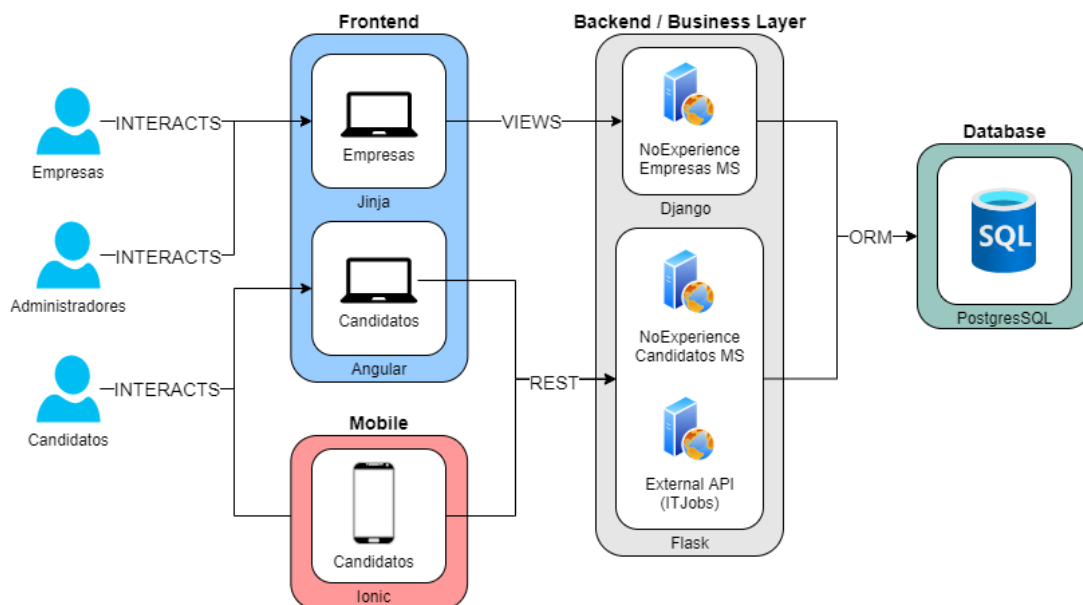 Frontend
Backend / Business Layer
INTERACTS
Empresas
Empresas
Jinja
VIEWS
NoExperience
Empresas MS
Django
Database
SQL
PostgresSQL
ORM
INTERACTS
Administradores
Candidatos
Angular
NoExperience
Candidatos MS
INTERACTS
Candidatos
REST
Mobile
Candidatos
Ionic
External API
(ITJobs)
Flask